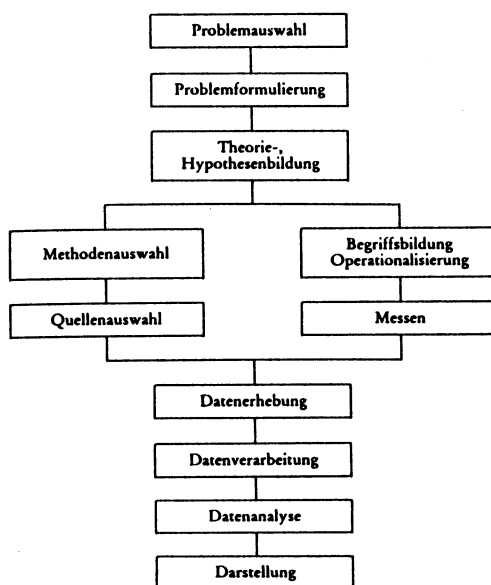 Problemauswahl
Problemformulierung
Theorie-,
Hypothesenbildung
Methodenauswahl
Begriffsbildung
Operationalisierung
Quellenauswahl
Messen
Datenerhebung
Datenverarbeitung
Datenanalyse
Darstellung